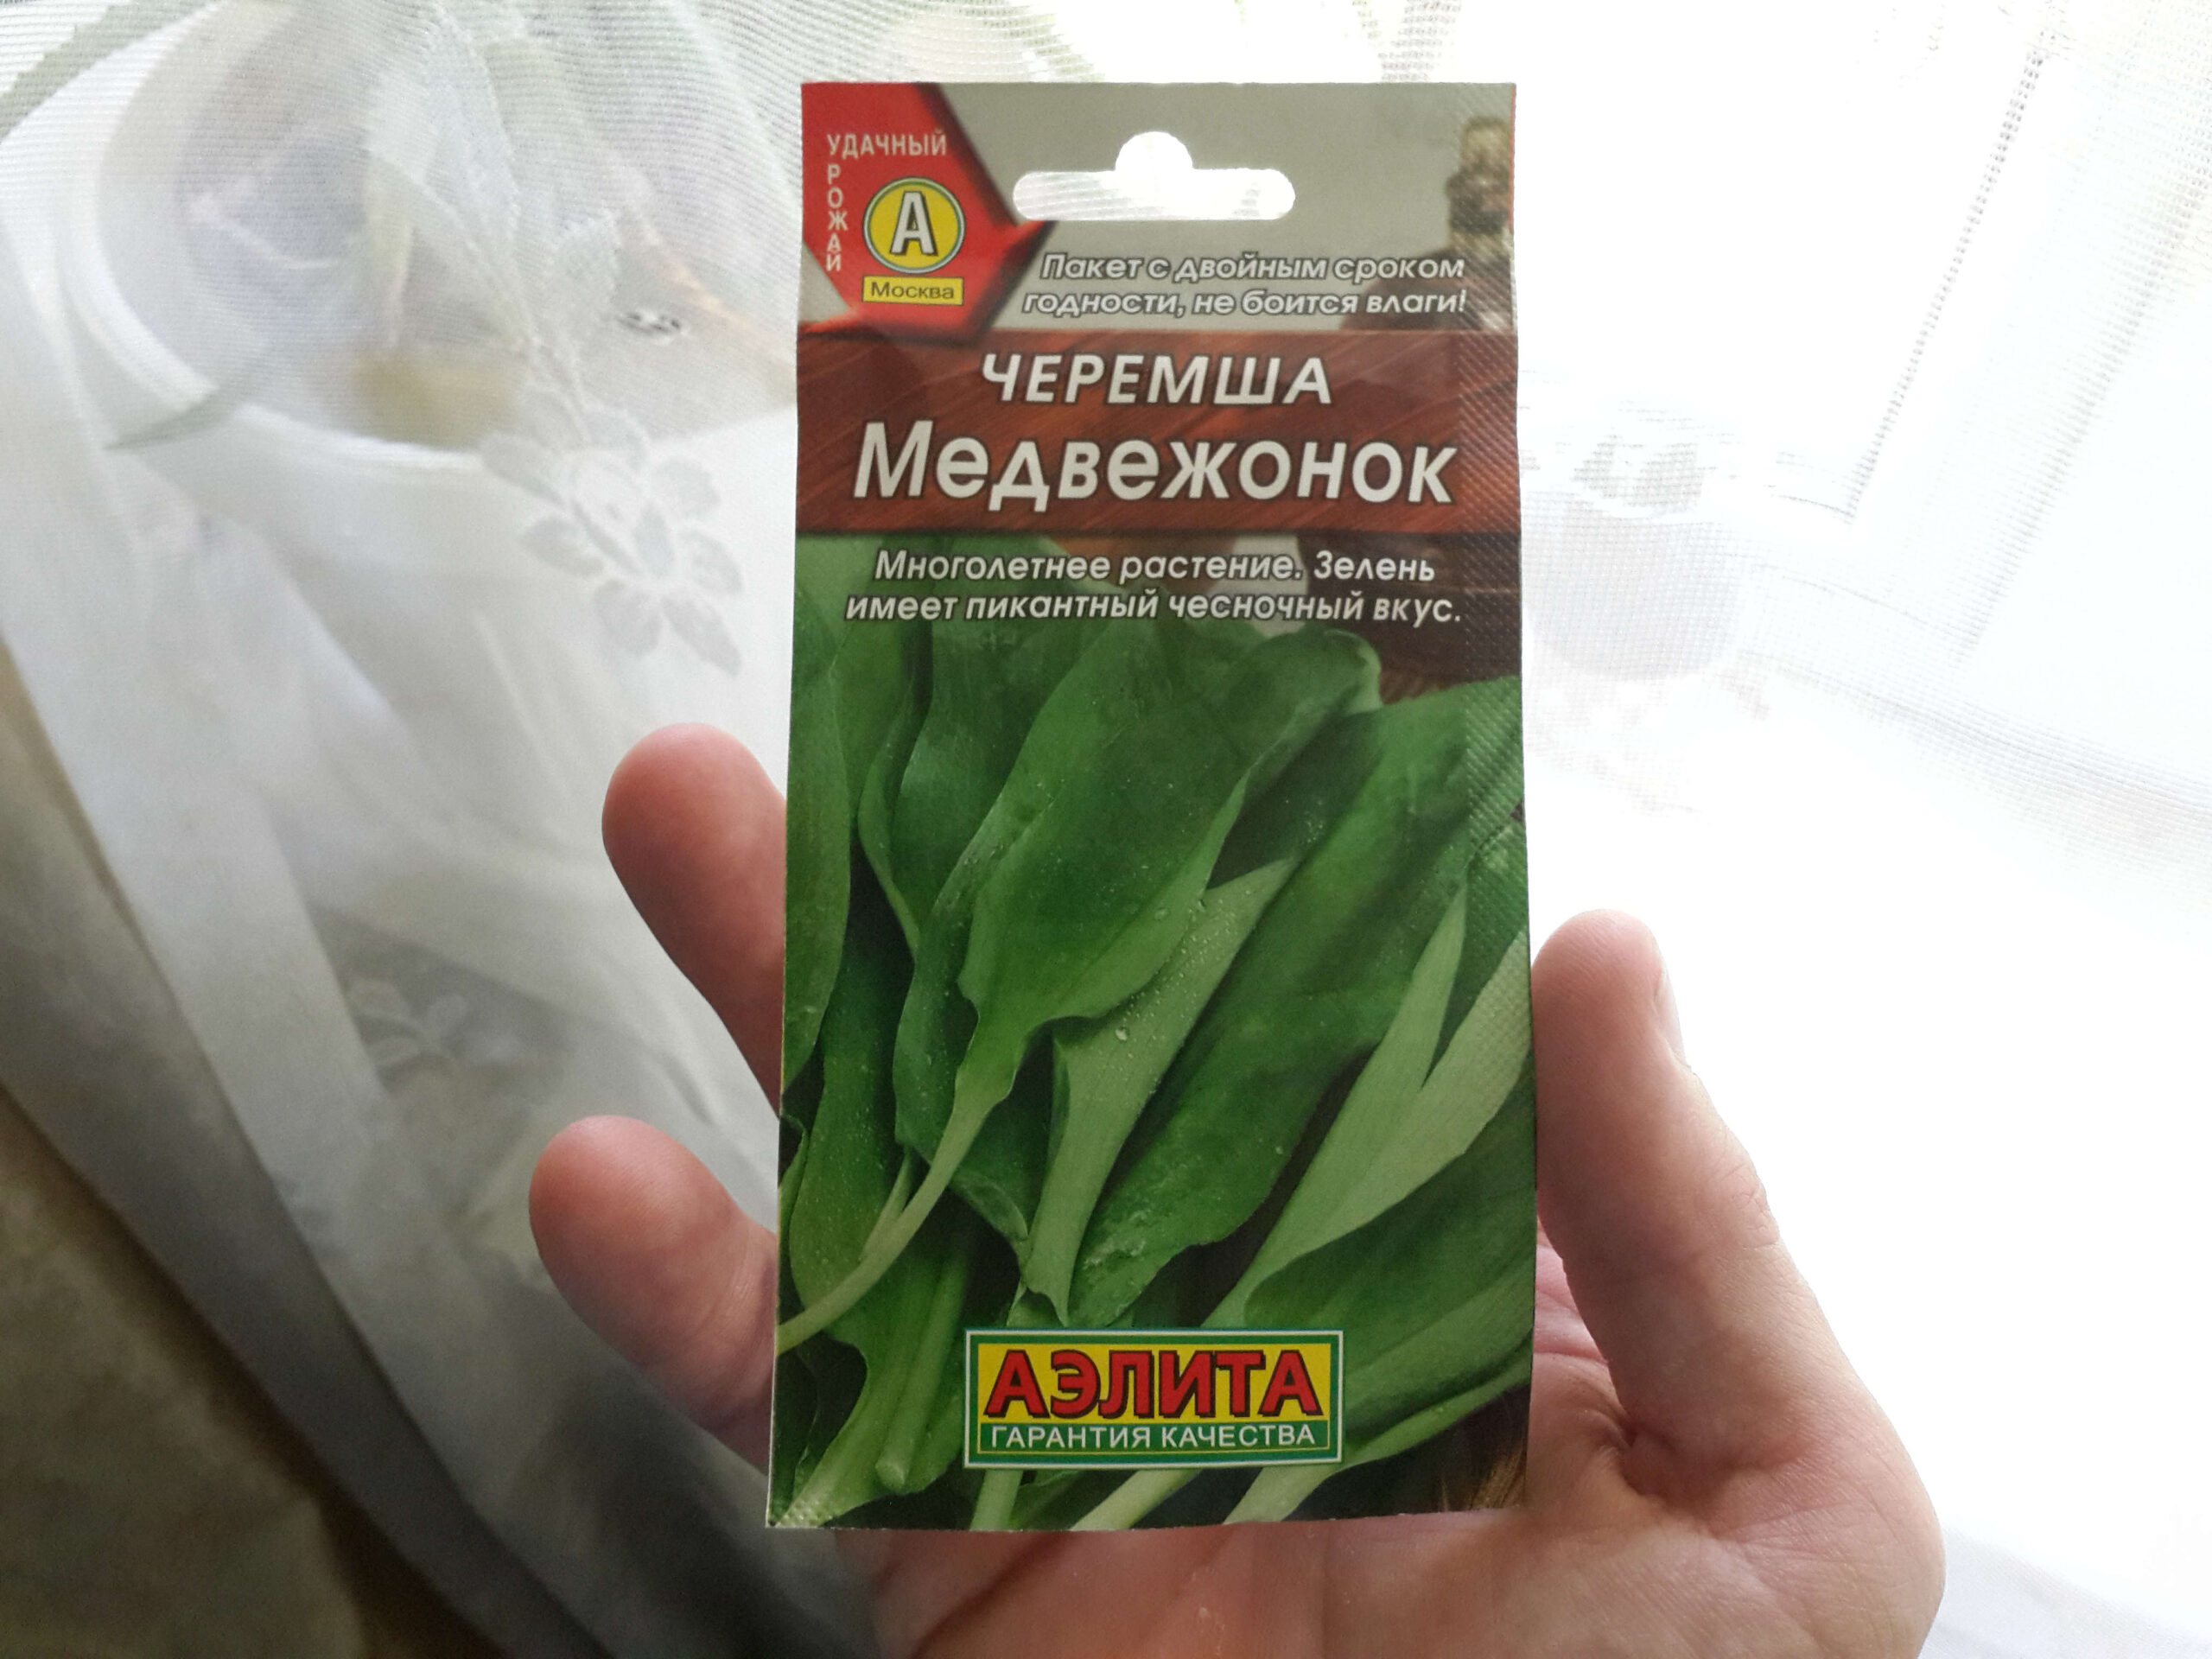 УДАЧНЫЙ
УРОЖАЙ
А
Москва
Пакет с двойным сроком
годности, не боится влаги!
ЧЕРЕМША
Медвежонок
Многолетнее растение. Зелень
имеет пикантный чесночный вкус.
АЭЛИТА
ГАРАНТИЯ КАЧЕСТВА